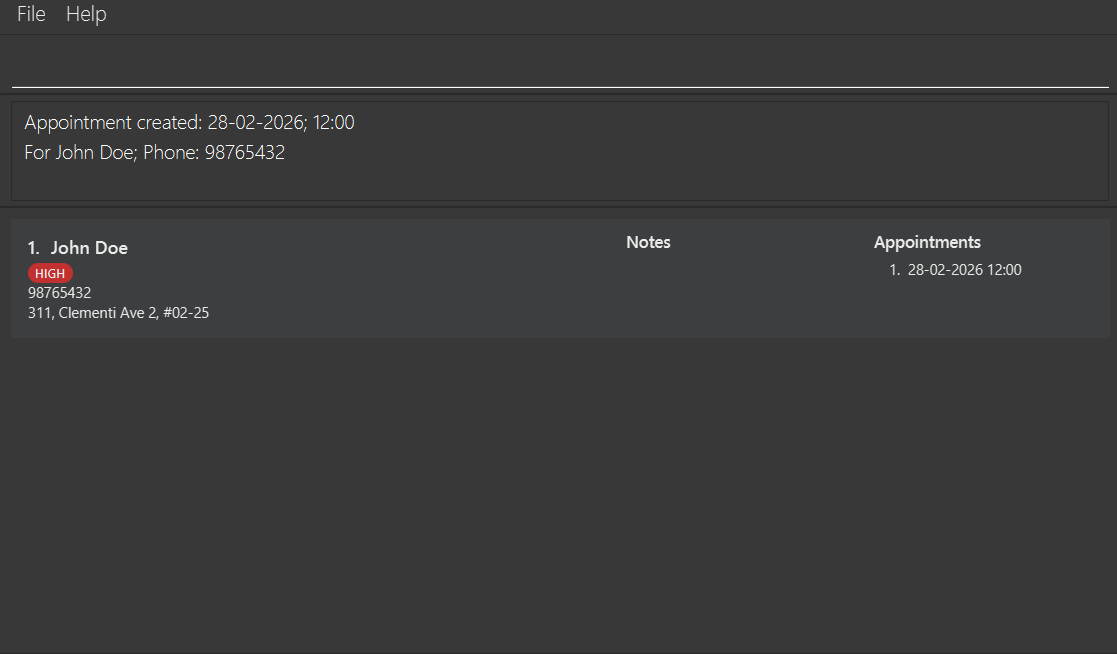 File Help
Appointment created: 28-02-2026; 12:00
For John Doe; Phone: 98765432
1. John Doe
HIGH
98765432
311, Clementi Ave 2, #02-25
Notes
Appointments
1. 28-02-2026 12:00